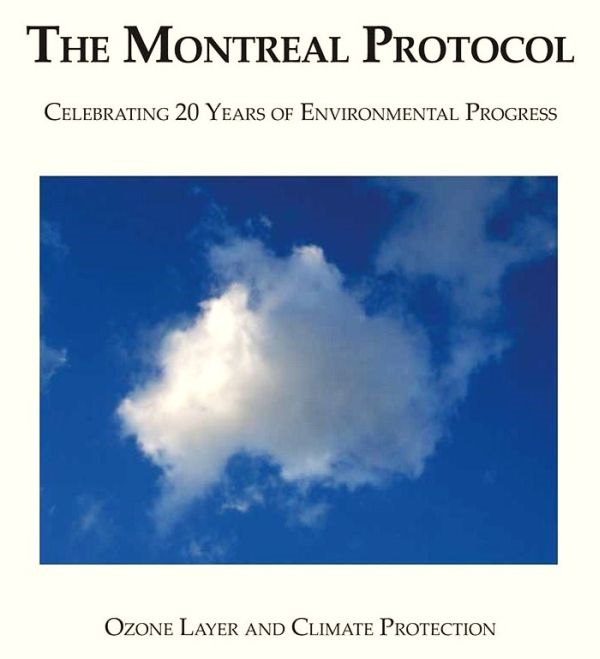 THE MONTREAL PROTOCOL
CELEBRATING 20 YEARS OF ENVIRONMENTAL PROGRESS
OZONE LAYER AND CLIMATE PROTECTION